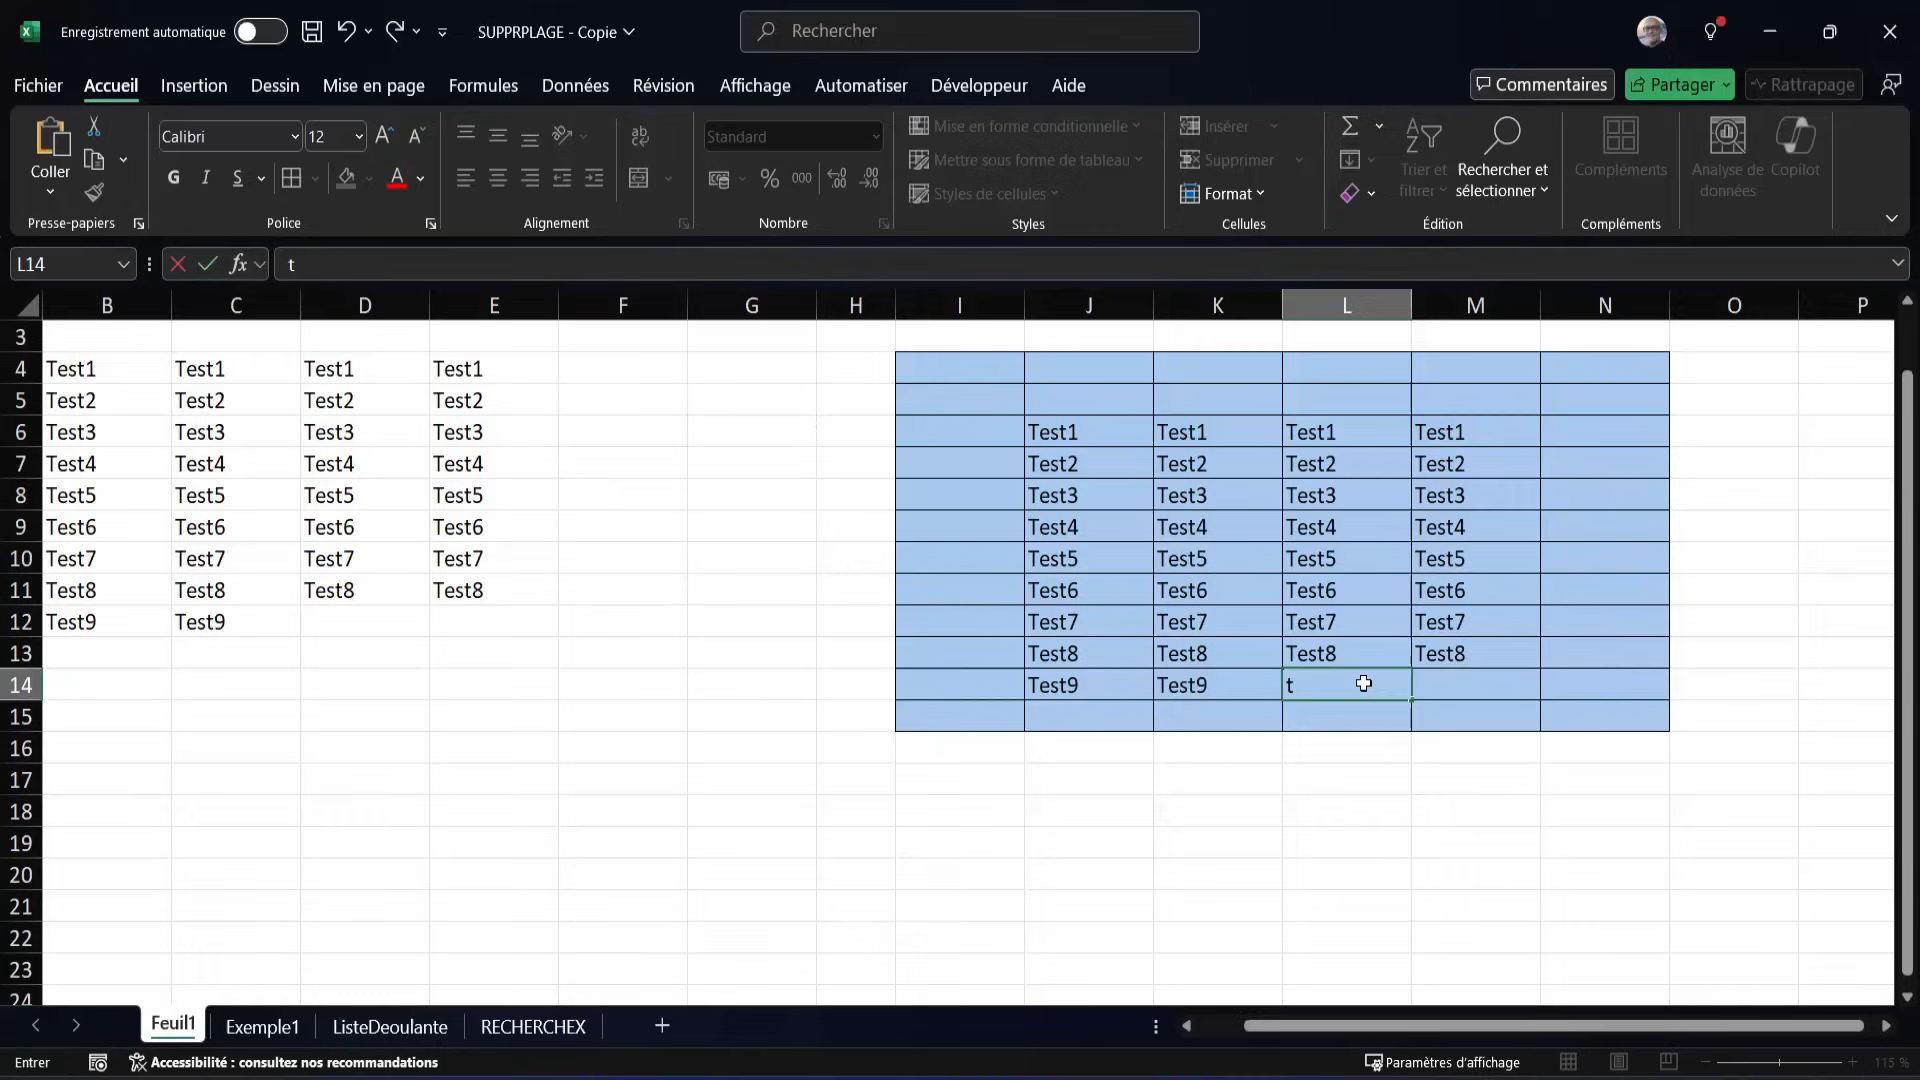 Enregistrement automatique SUPPRPLAGE - Copie Rechercher
Fichier Accueil Insertion Dessin Mise en page Formules Données Révision Affichage Automatiser Développeur Aide Commentaires Partager Rattrapage
Coller
Presse-papiers
Calibri 12
G I S A
Police
ab
Alignement
Standard
% 000
Nombre
Mise en forme conditionnelle
Mettre sous forme de tableau
Styles de cellules
Styles
Insérer
Supprimer
Format
Cellules
Trier et filtrer
Rechercher et sélectionner
Édition
Compléments
Compléments
Analyse de données
Copilot
L14 fx t
B C D E F G H I J K L M N O P
3
4 Test1 Test1 Test1 Test1
5 Test2 Test2 Test2 Test2
6 Test3 Test3 Test3 Test3 Test1 Test1 Test1 Test1
7 Test4 Test4 Test4 Test4 Test2 Test2 Test2 Test2
8 Test5 Test5 Test5 Test5 Test3 Test3 Test3 Test3
9 Test6 Test6 Test6 Test6 Test4 Test4 Test4 Test4
10 Test7 Test7 Test7 Test7 Test5 Test5 Test5 Test5
11 Test8 Test8 Test8 Test8 Test6 Test6 Test6 Test6
12 Test9 Test9 Test7 Test7 Test7 Test7
13 Test8 Test8 Test8 Test8
14 Test9 Test9 t
15
16
17
18
19
20
21
22
23
24
Feuil1 Exemple1 ListeDeoulante RECHERCHEX
Entrer Accessibilité : consultez nos recommandations Paramètres d'affichage 115 %